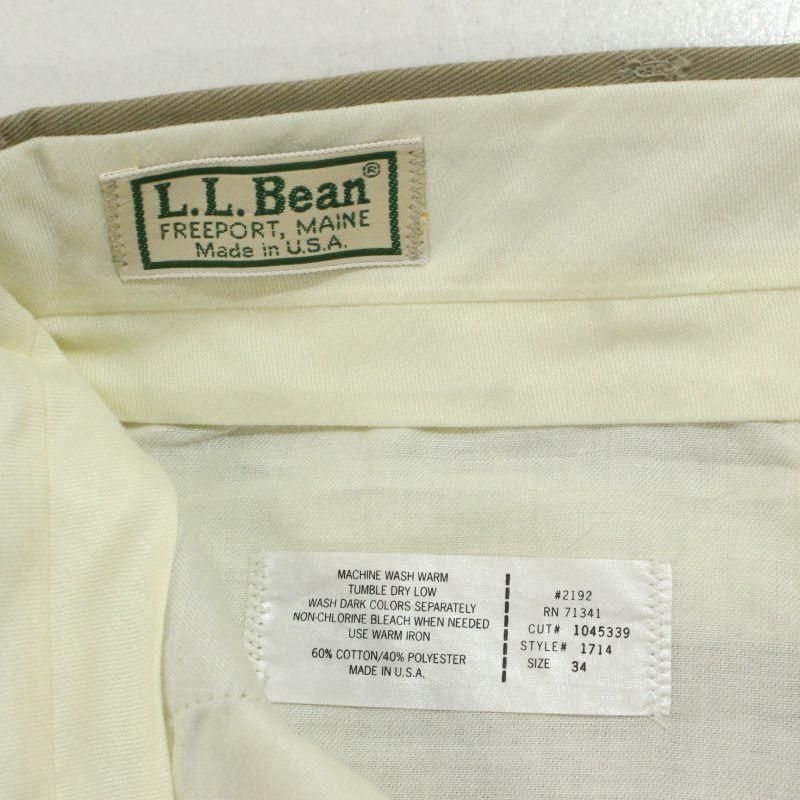 L.L.Bean®
FREEPORT, MAINE
Made in U.S.A.
MACHINE WASH WARM
TUMBLE DRY LOW
WASH DARK COLORS SEPARATELY
NON-CHLORINE BLEACH WHEN NEEDED
USE WARM IRON
60% COTTON/40% POLYESTER
MADE IN U.S.A.
#2192
RN 71341
CUT# 1045339
STYLE# 1714
SIZE 34